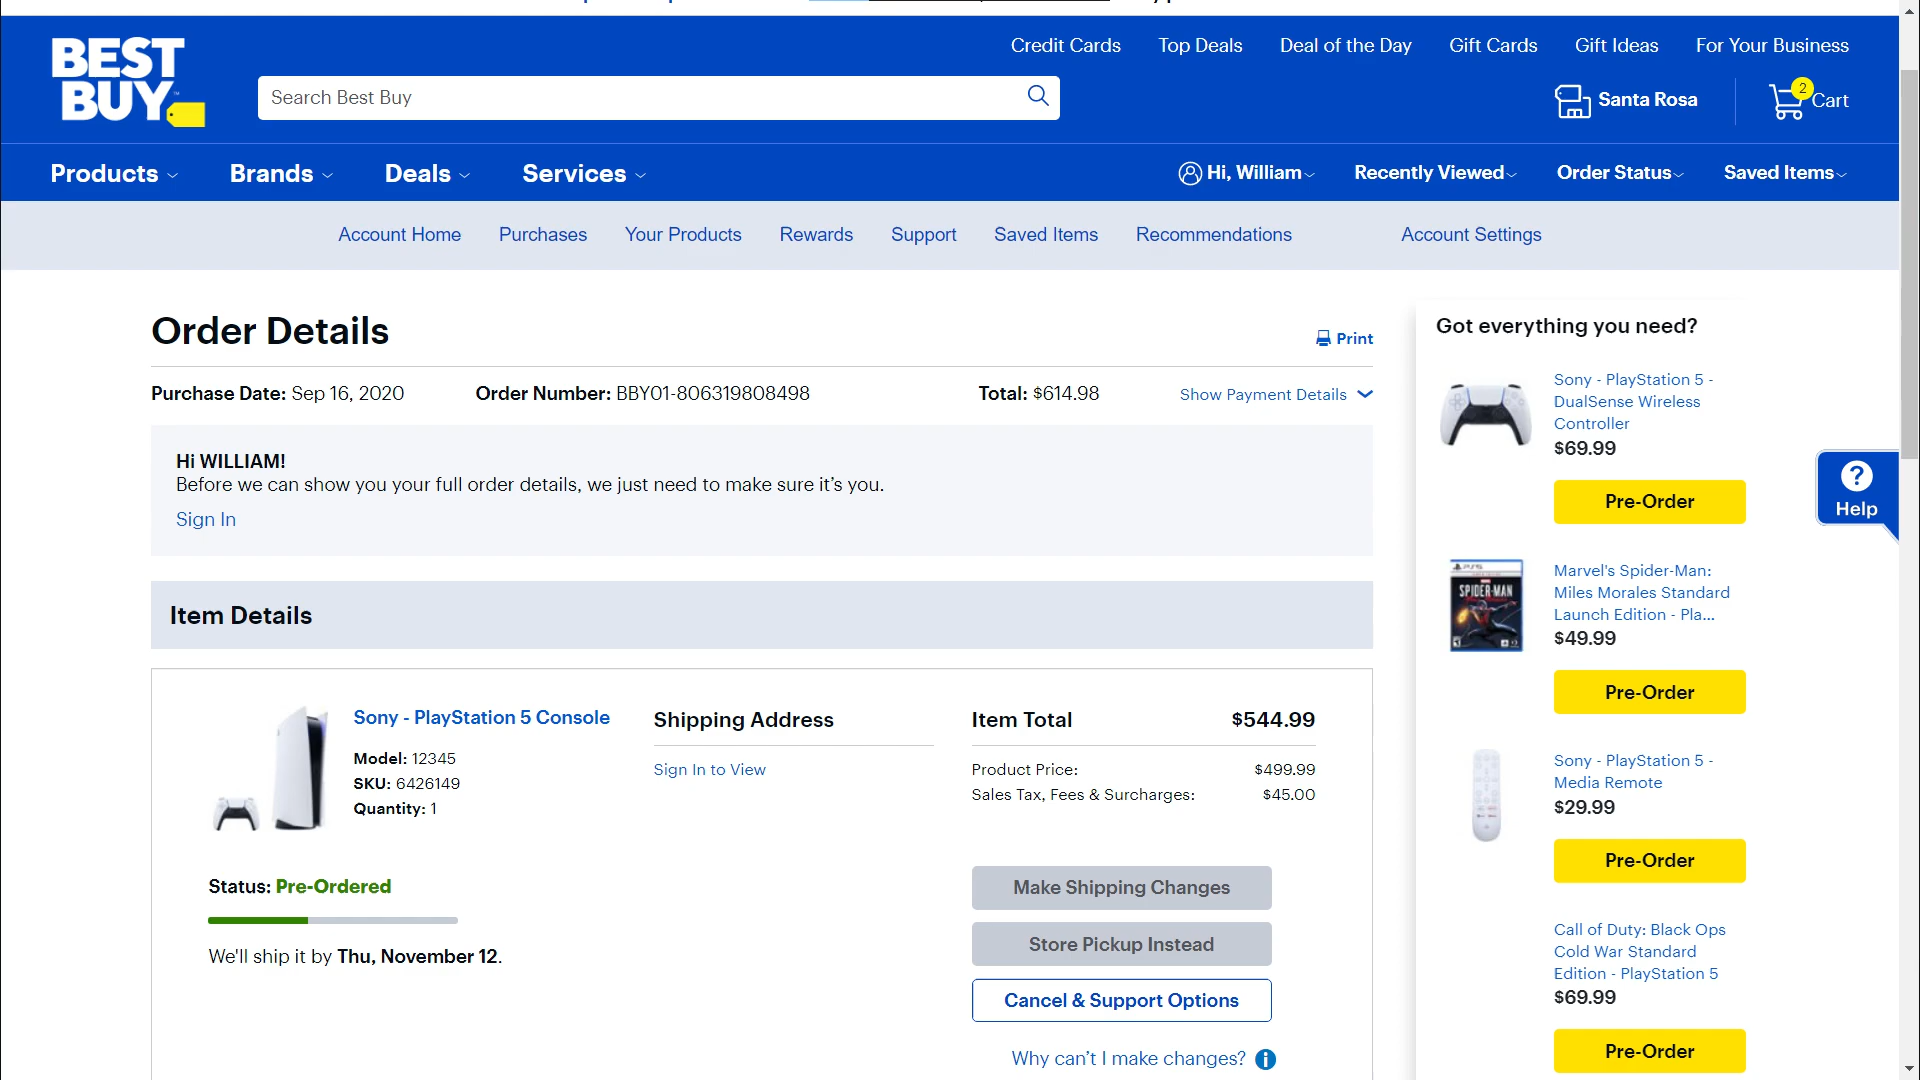 Credit Cards Top Deals Deal of the Day Gift Cards Gift Ideas For Your Business
BEST
BUY
Search Best Buy
Santa Rosa
2
Cart
Products Brands Deals Services
Hi, William Recently Viewed Order Status Saved Items
Account Home Purchases Your Products Rewards Support Saved Items Recommendations Account Settings
Order Details
Print
Purchase Date: Sep 16, 2020 Order Number: BBY01-806319808498 Total: $614.98 Show Payment Details
Hi WILLIAM!
Before we can show you your full order details, we just need to make sure it's you.
Sign In
Item Details
Sony - PlayStation 5 Console
Model: 12345
SKU: 6426149
Quantity: 1
Shipping Address
Sign In to View
Item Total $544.99
Product Price: $499.99
Sales Tax, Fees & Surcharges: $45.00
Status: Pre-Ordered
We'll ship it by Thu, November 12.
Make Shipping Changes
Store Pickup Instead
Cancel & Support Options
Why can't I make changes?
Got everything you need?
Sony - PlayStation 5 -
DualSense Wireless
Controller
$69.99
Pre-Order
PS5
MARVEL
SPIDER-MAN
Marvel's Spider-Man:
Miles Morales Standard
Launch Edition - Pla...
$49.99
Pre-Order
Sony - PlayStation 5 -
Media Remote
$29.99
Pre-Order
Call of Duty: Black Ops
Cold War Standard
Edition - PlayStation 5
$69.99
Pre-Order
?
Help